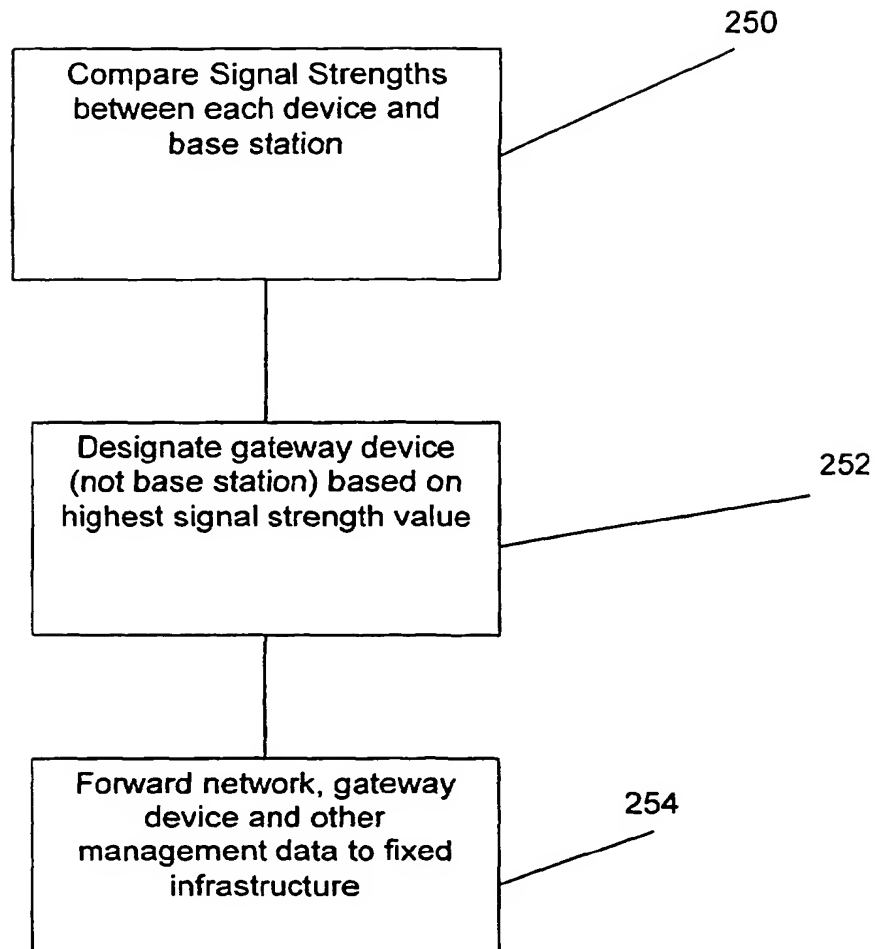 250
Compare Signal Strengths
between each device and
base station
Designate gateway device
(not base station) based on
highest signal strength value
252
Forward network, gateway
device and other
management data to fixed
infrastructure
254